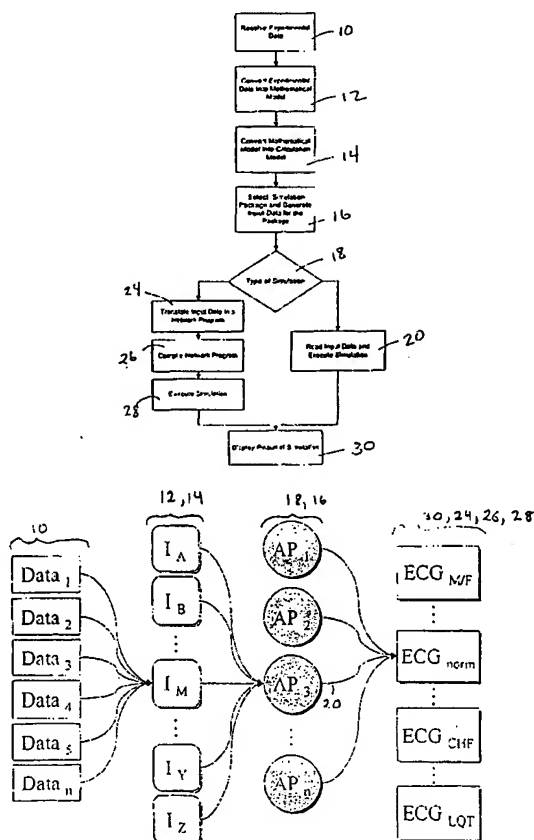 Receive Experimental
Data
10
Convert Experimental
Data Into Mathematical
Model
12
Convert Mathematical
Model Into Circulation
Model
14
Select Simulation
Package and Generate
Input Data for the
Package
16
18
Type of Simulation
24
Translate Input Data in a
Network Program
26
Compile Network Program
Read Input Data and
Execute Simulation
20
28
Execute Simulation
Display Result of Simulation
30
10
12, 14
18, 16
30, 24, 26, 28
Data 1
Data 2
Data 3
Data 4
Data 5
Data n
I A
I B
I M
I Y
I Z
AP 1
AP 2
AP 3
20
AP n
ECG M/F
ECG norm
ECG CHF
ECG LQT